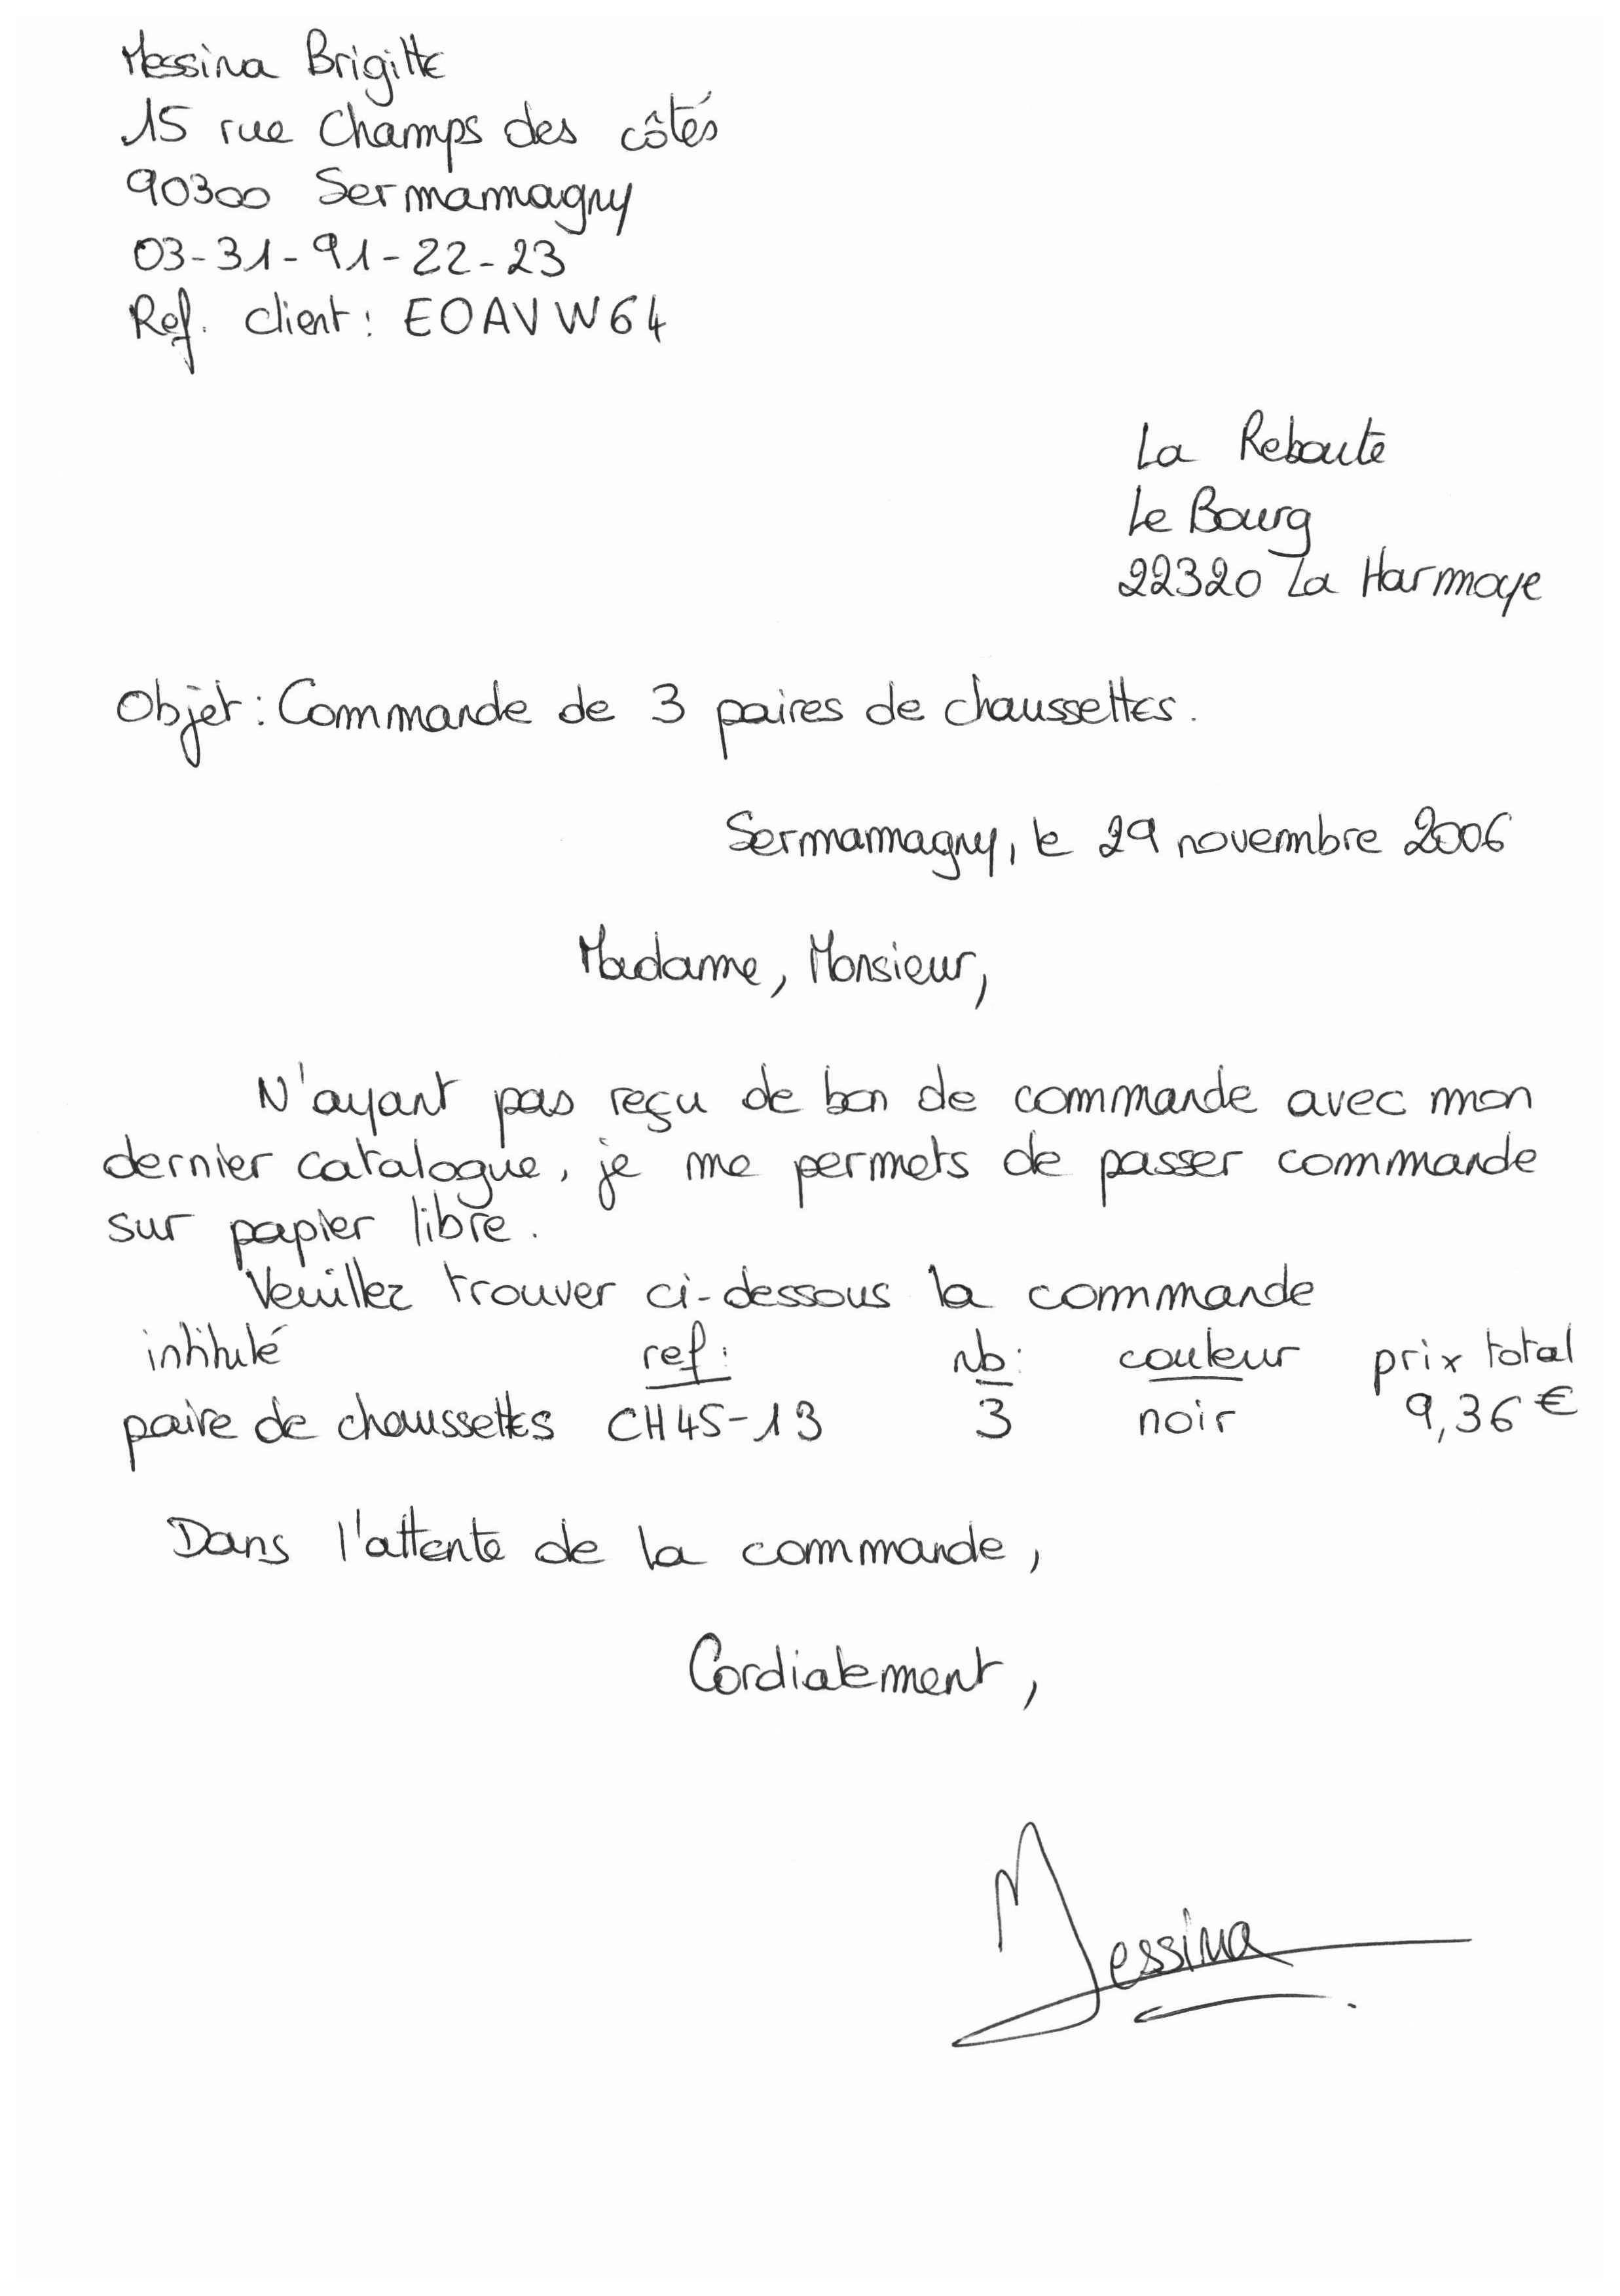 Messina Brigitte
15 rue Champs des côtés
90300 Sermamagny
03-31-91-22-23
Ref. client : EOAVW64
La Reboute
Le Bourg
22320 La Harmoye
Objet : Commande de 3 paires de chaussettes.
Sermamagny, le 29 novembre 2006
Madame, Monsieur,
N'ayant pas reçu de bon de commande avec mon
dernier catalogue, je me permets de passer commande
sur papier libre.
Veuillez trouver ci-dessous la commande
intitulé ref : nb : couleur prix total
paire de chaussettes CH45-13 3 noir 9,36 €
Dans l'attente de la commande,
Cordialement,
Messina